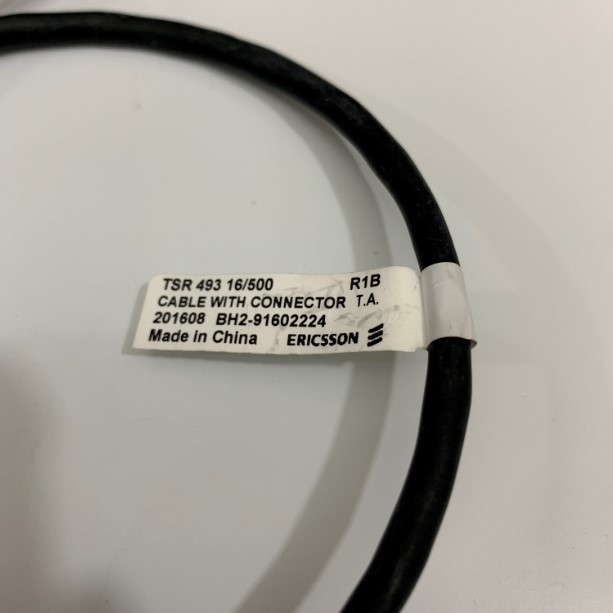 TSR 493 16/500 R1B
CABLE WITH CONNECTOR T.A.
201608 BH2-91602224
Made in China ERICSSON